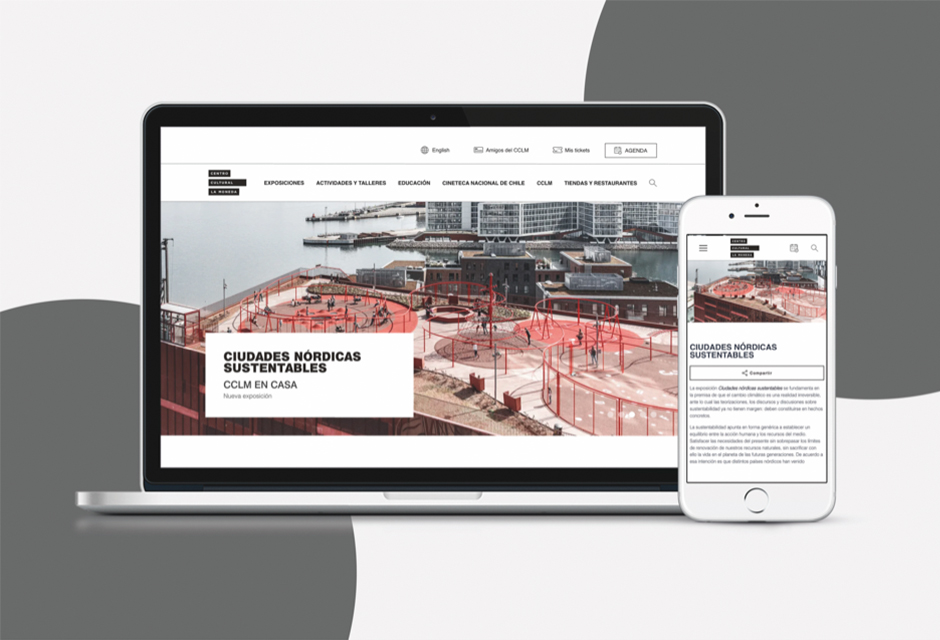 English Amigos del CCLM Mis tickets AGENDA
CENTRO
CULTURAL
LA MONEDA
EXPOSICIONES ACTIVIDADES Y TALLERES EDUCACIÓN CINETECA NACIONAL DE CHILE CCLM TIENDAS Y RESTAURANTES
CIUDADES NÓRDICAS
SUSTENTABLES
CCLM EN CASA
Nueva exposición
CENTRO
CULTURAL
LA MONEDA
CIUDADES NÓRDICAS
SUSTENTABLES
Compartir
La exposición Ciudades nórdicas sustentables se fundamenta en
la premisa de que el cambio climático es una realidad irreversible,
ante lo cual las teorizaciones, los discursos y discusiones sobre
sustentabilidad ya no tienen margen: deben constituirse en hechos
concretos.
La sustentabilidad apunta en forma genérica a establecer un
equilibrio entre la acción humana y los recursos del medio.
Satisfacer las necesidades del presente sin sobrepasar los límites
de renovación de nuestros recursos naturales, sin sacrificar con
ello la vida en el planeta de las futuras generaciones. De acuerdo a
esa intención es que distintos países nórdicos han venido